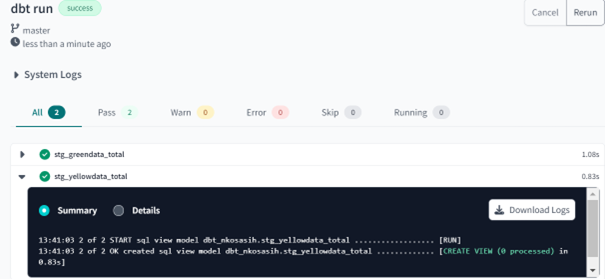 dbt run success
Cancel Rerun
master
less than a minute ago
System Logs
All 2 Pass 2 Warn 0 Error 0 Skip 0 Running 0
stg_greendata_total 1.08s
stg_yellowdata_total 0.83s
Summary Details Download Logs
13:41:03 2 of 2 START sql view model dbt_nkosasih.stg_yellowdata_total .................. [RUN]
13:41:03 2 of 2 OK created sql view model dbt_nkosasih.stg_yellowdata_total ............. [CREATE VIEW (0 processed) in
0.83s]